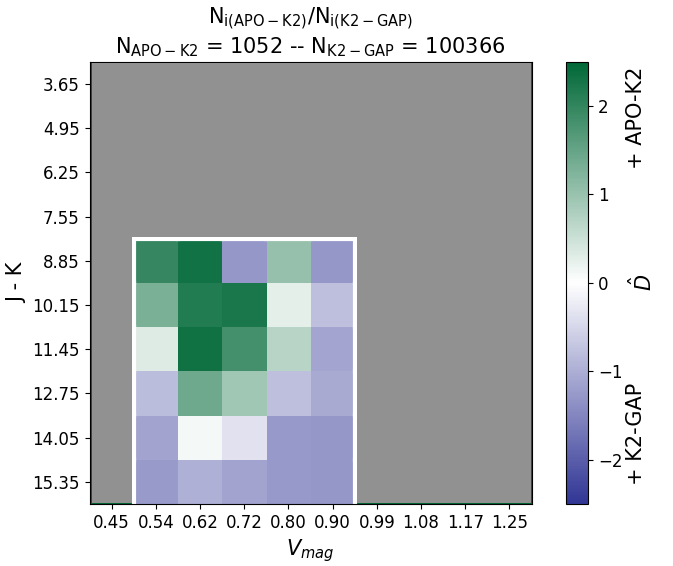 N_i(APO−K2)/N_i(K2−GAP)
N_APO−K2 = 1052 -- N_K2−GAP = 100366
3.65
4.95
6.25
7.55
8.85
10.15
11.45
12.75
14.05
15.35
J - K
0.45 0.54 0.62 0.72 0.80 0.90 0.99 1.08 1.17 1.25
V_mag
2
1
0
−1
−2
+ APO-K2
D̂
+ K2-GAP